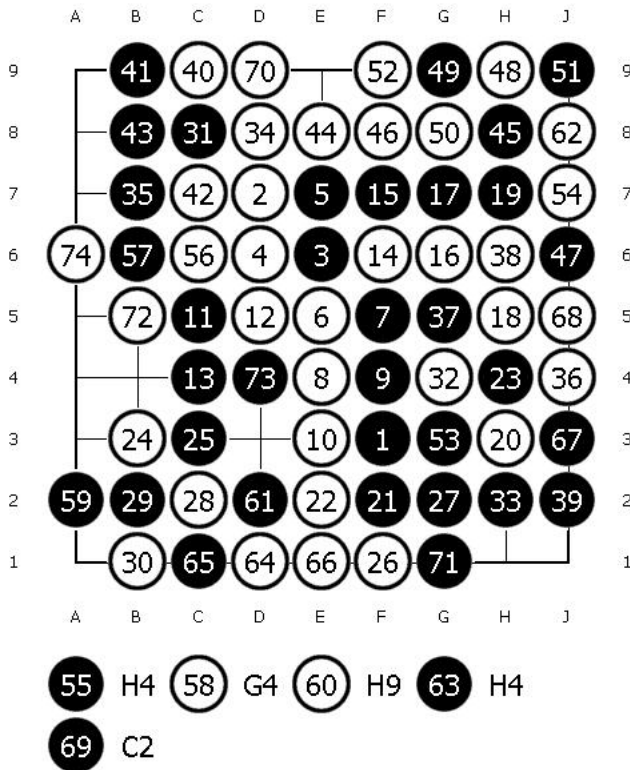 A B C D E F G H J
9 41 40 70 52 49 48 51 9
8 43 31 34 44 46 50 45 62 8
7 35 42 2 5 15 17 19 54 7
6 74 57 56 4 3 14 16 38 47 6
5 72 11 12 6 7 37 18 68 5
4 13 73 8 9 32 23 36 4
3 24 25 10 1 53 20 67 3
2 59 29 28 61 22 21 27 33 39 2
1 30 65 64 66 26 71 1
A B C D E F G H J
55 H4 58 G4 60 H9 63 H4
69 C2